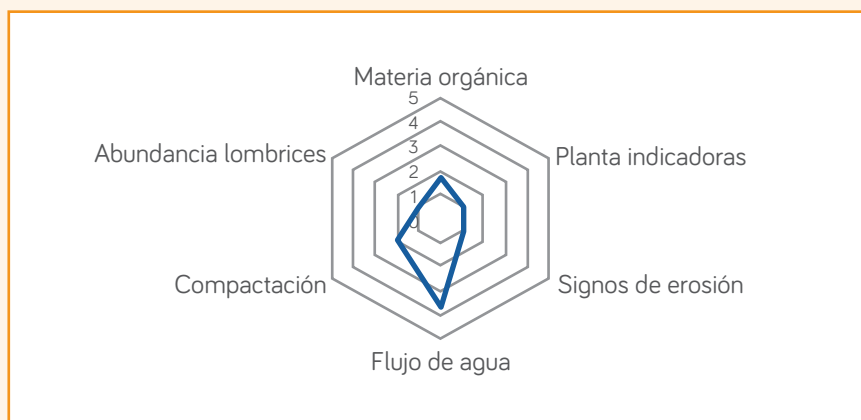 Materia orgánica
5
4
3
2
1
0
Abundancia lombrices
Planta indicadoras
Compactación
Signos de erosión
Flujo de agua